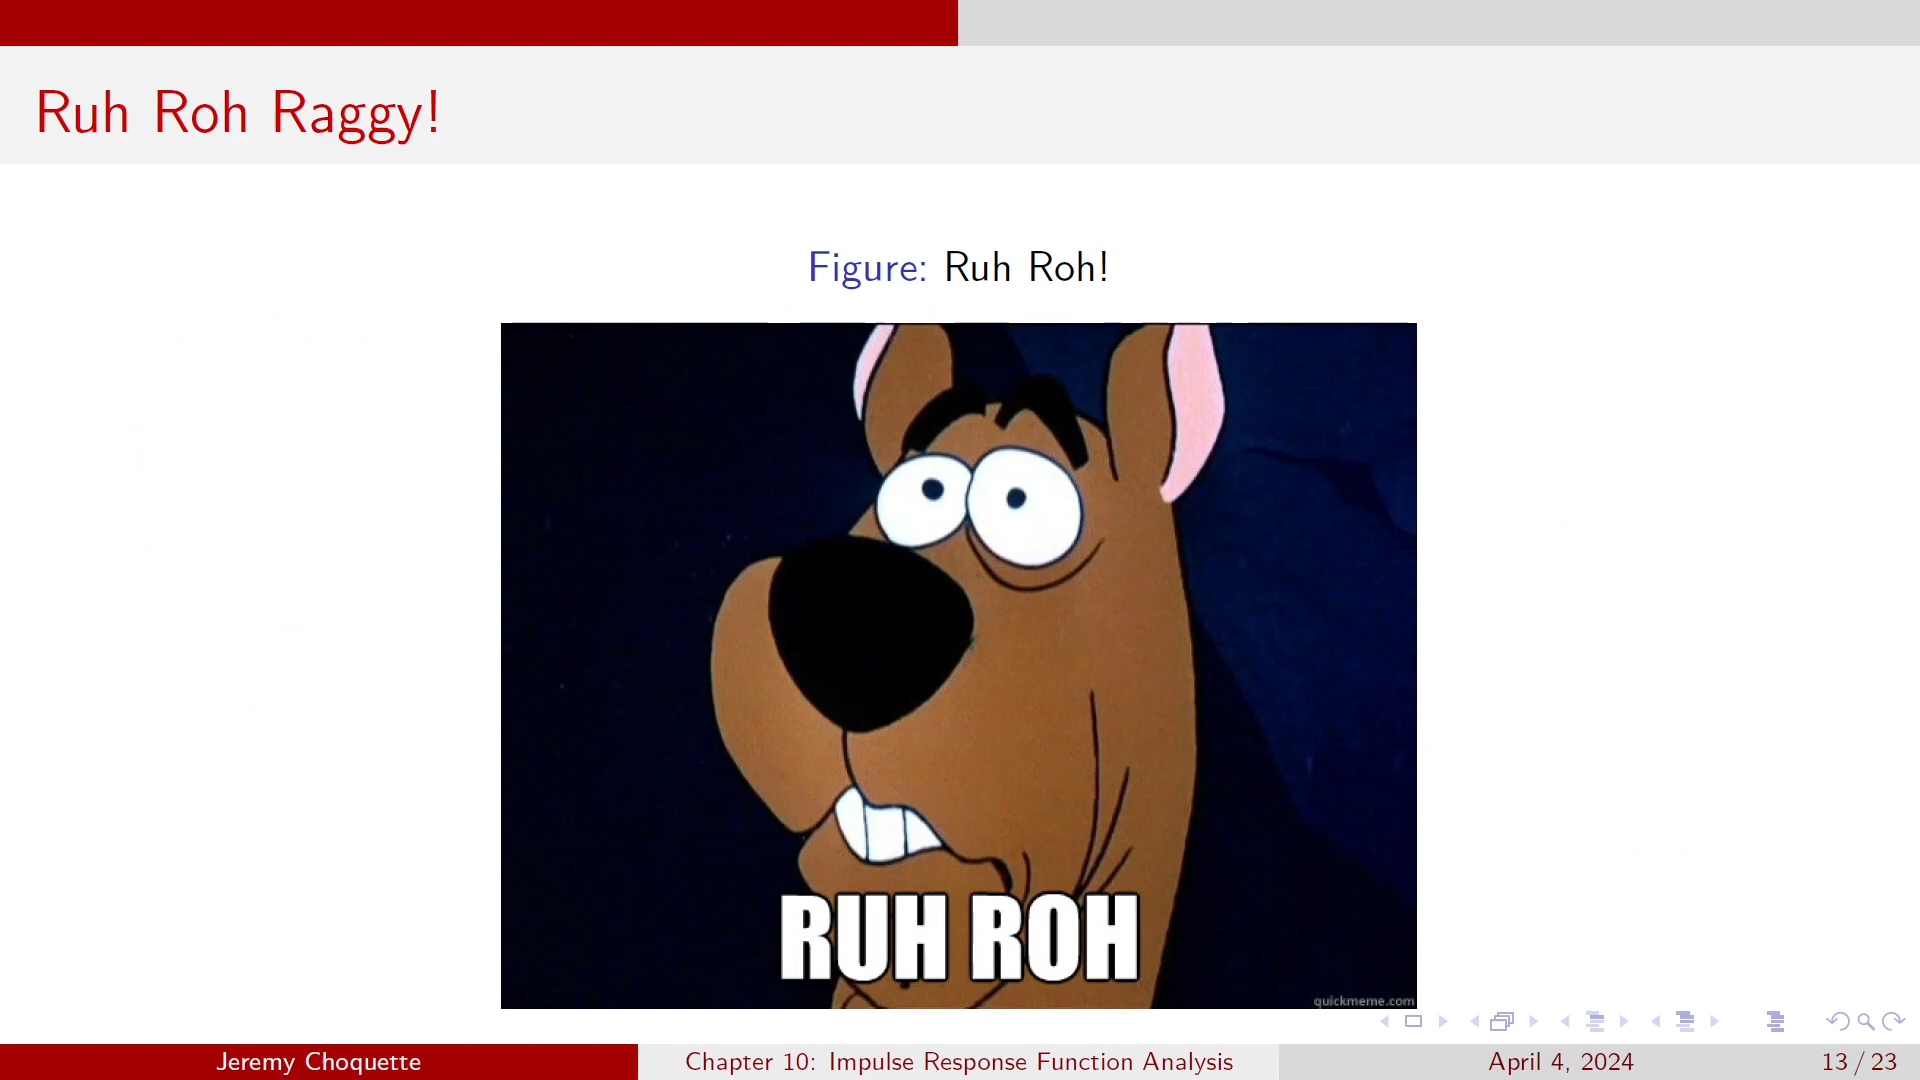 Ruh Roh Raggy!
Figure: Ruh Roh!
RUH ROH
quickmeme.com
Jeremy Choquette
Chapter 10: Impulse Response Function Analysis
April 4, 2024
13 / 23